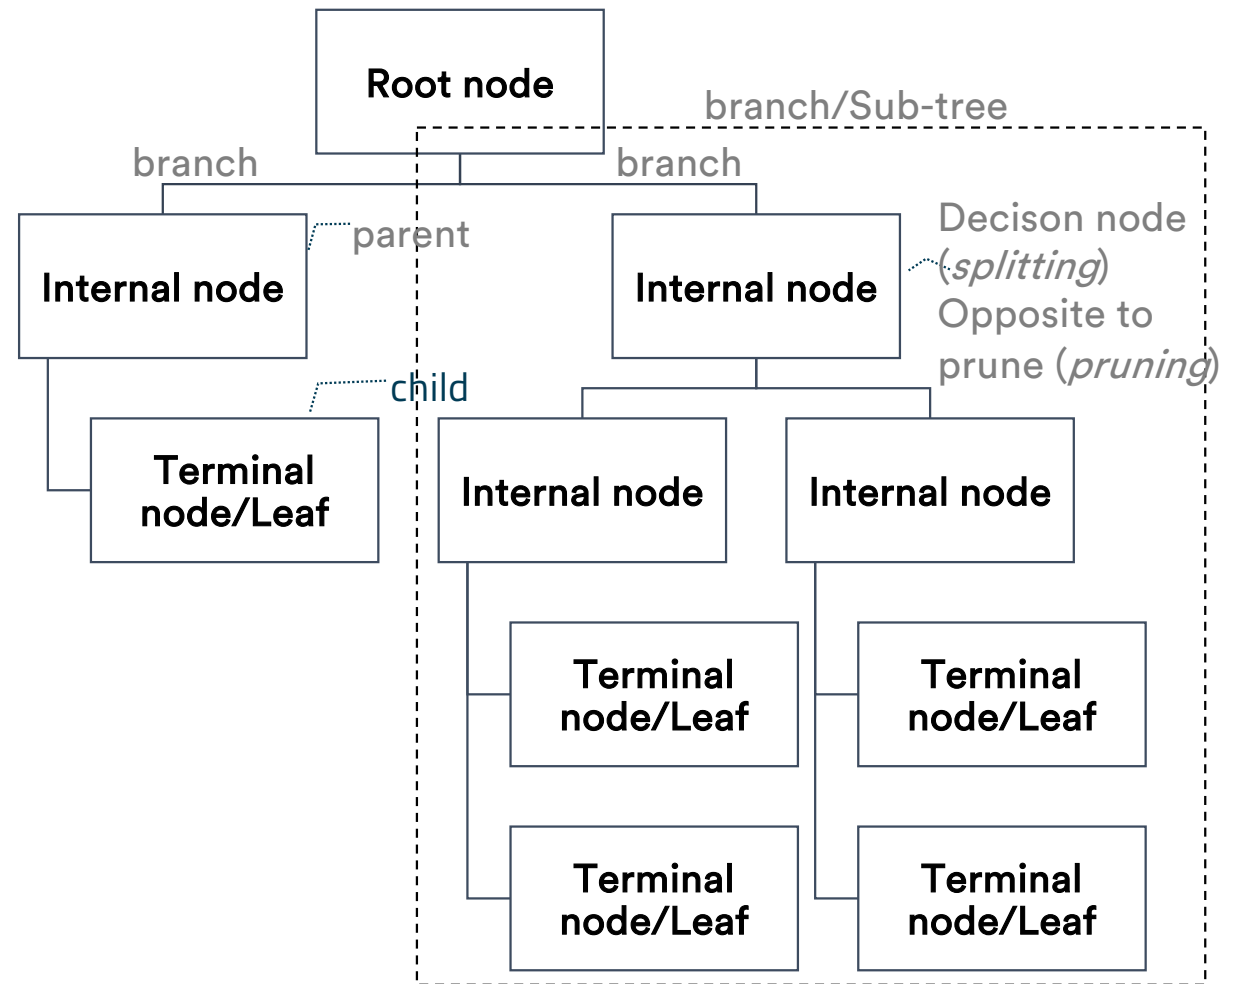 Root node
branch/Sub-tree
branch
branch
parent
Internal node
Internal node
Decison node
(splitting)
Opposite to
prune (pruning)
child
Terminal
node/Leaf
Internal node
Internal node
Terminal
node/Leaf
Terminal
node/Leaf
Terminal
node/Leaf
Terminal
node/Leaf